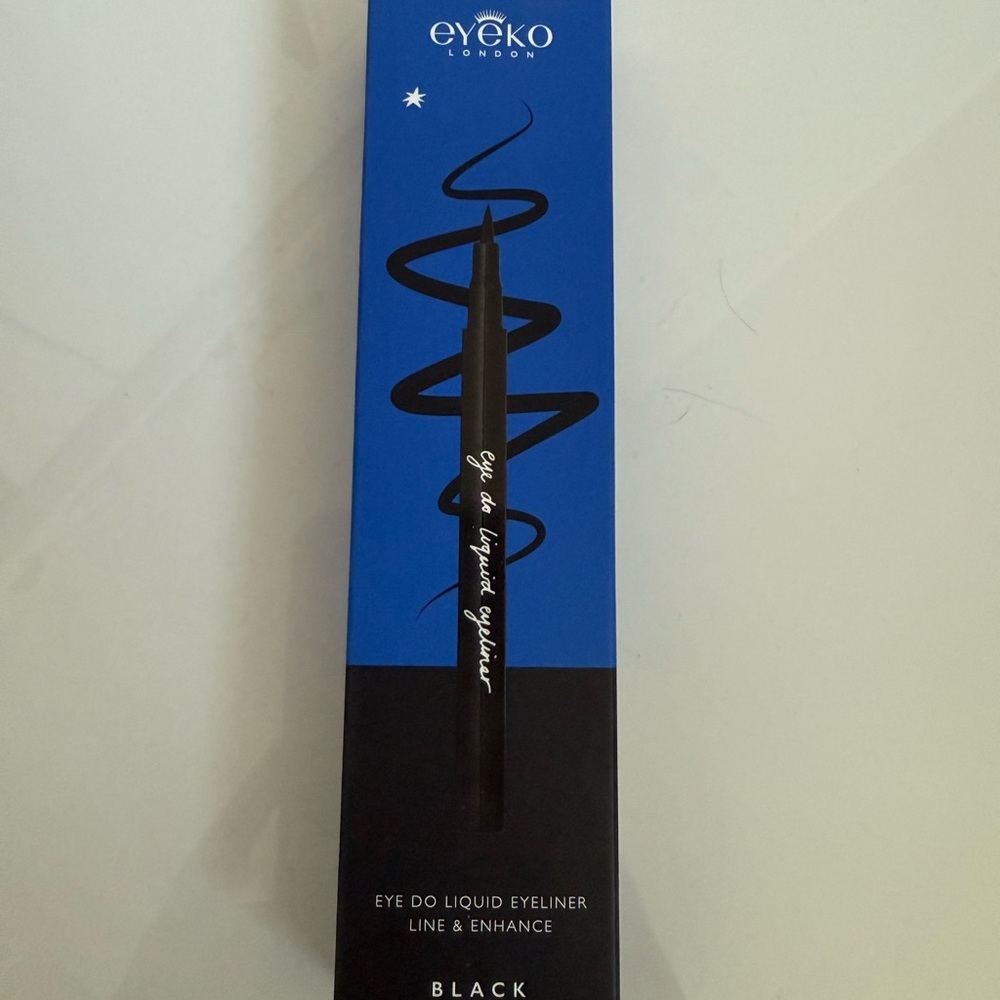 eyeko
LONDON
eye do liquid eyeliner
EYE DO LIQUID EYELINER
LINE & ENHANCE
BLACK